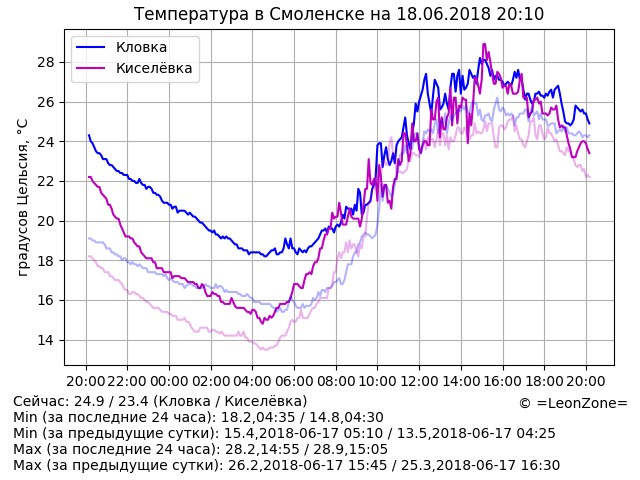 Температура в Смоленске на 18.06.2018 20:10
Кловка
Киселёвка
градусов Цельсия, °C
28
26
24
22
20
18
16
14
20:00 22:00 00:00 02:00 04:00 06:00 08:00 10:00 12:00 14:00 16:00 18:00 20:00
Сейчас: 24.9 / 23.4 (Кловка / Киселёвка)
© =LeonZone=
Min (за последние 24 часа): 18.2,04:35 / 14.8,04:30
Min (за предыдущие сутки): 15.4,2018-06-17 05:10 / 13.5,2018-06-17 04:25
Max (за последние 24 часа): 28.2,14:55 / 28.9,15:05
Max (за предыдущие сутки): 26.2,2018-06-17 15:45 / 25.3,2018-06-17 16:30